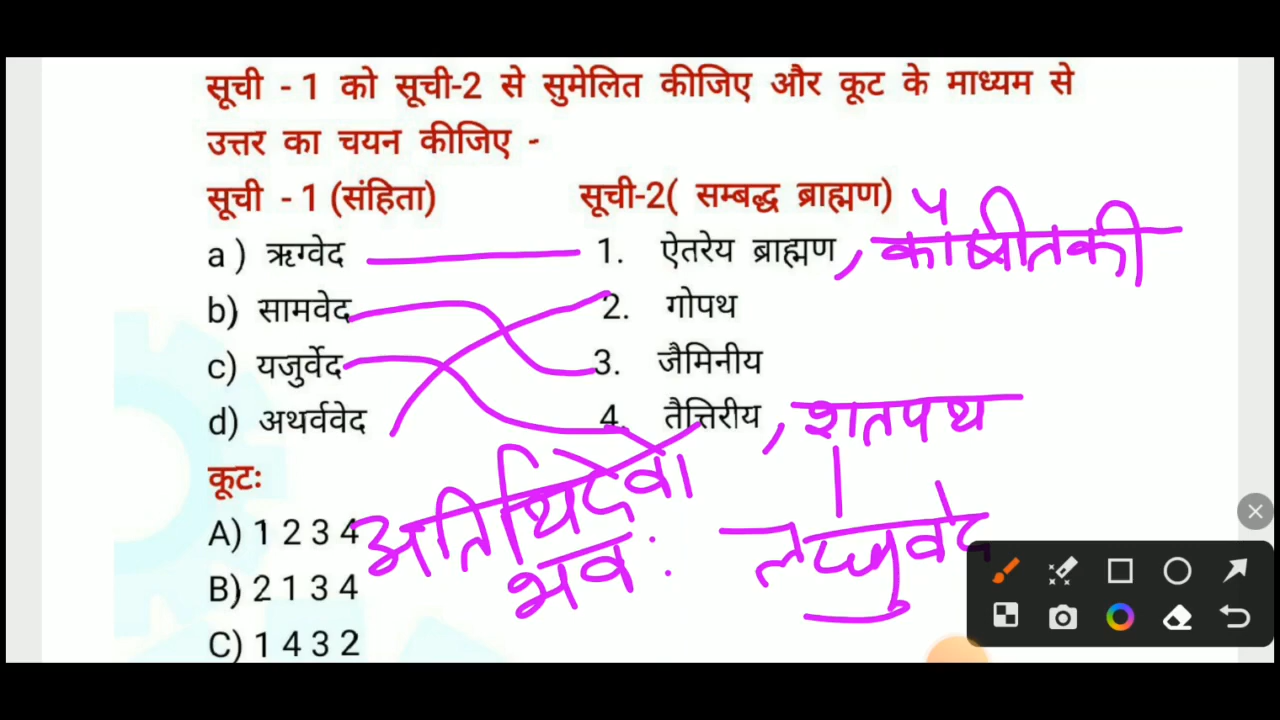 सूची - 1 को सूची-2 से सुमेलित कीजिए और कूट के माध्यम से
उत्तर का चयन कीजिए -
सूची - 1 (संहिता) सूची-2( सम्बद्ध ब्राह्मण)
a ) ऋग्वेद 1. ऐतरेय ब्राह्मण , कौषीतकी
b) सामवेद 2. गोपथ
c) यजुर्वेद 3. जैमिनीय
d) अथर्ववेद 4. तैत्तिरीय , शतपथ
कूटः
अतिथिदेवो
भवः
A) 1 2 3 4
B) 2 1 3 4
C) 1 4 3 2